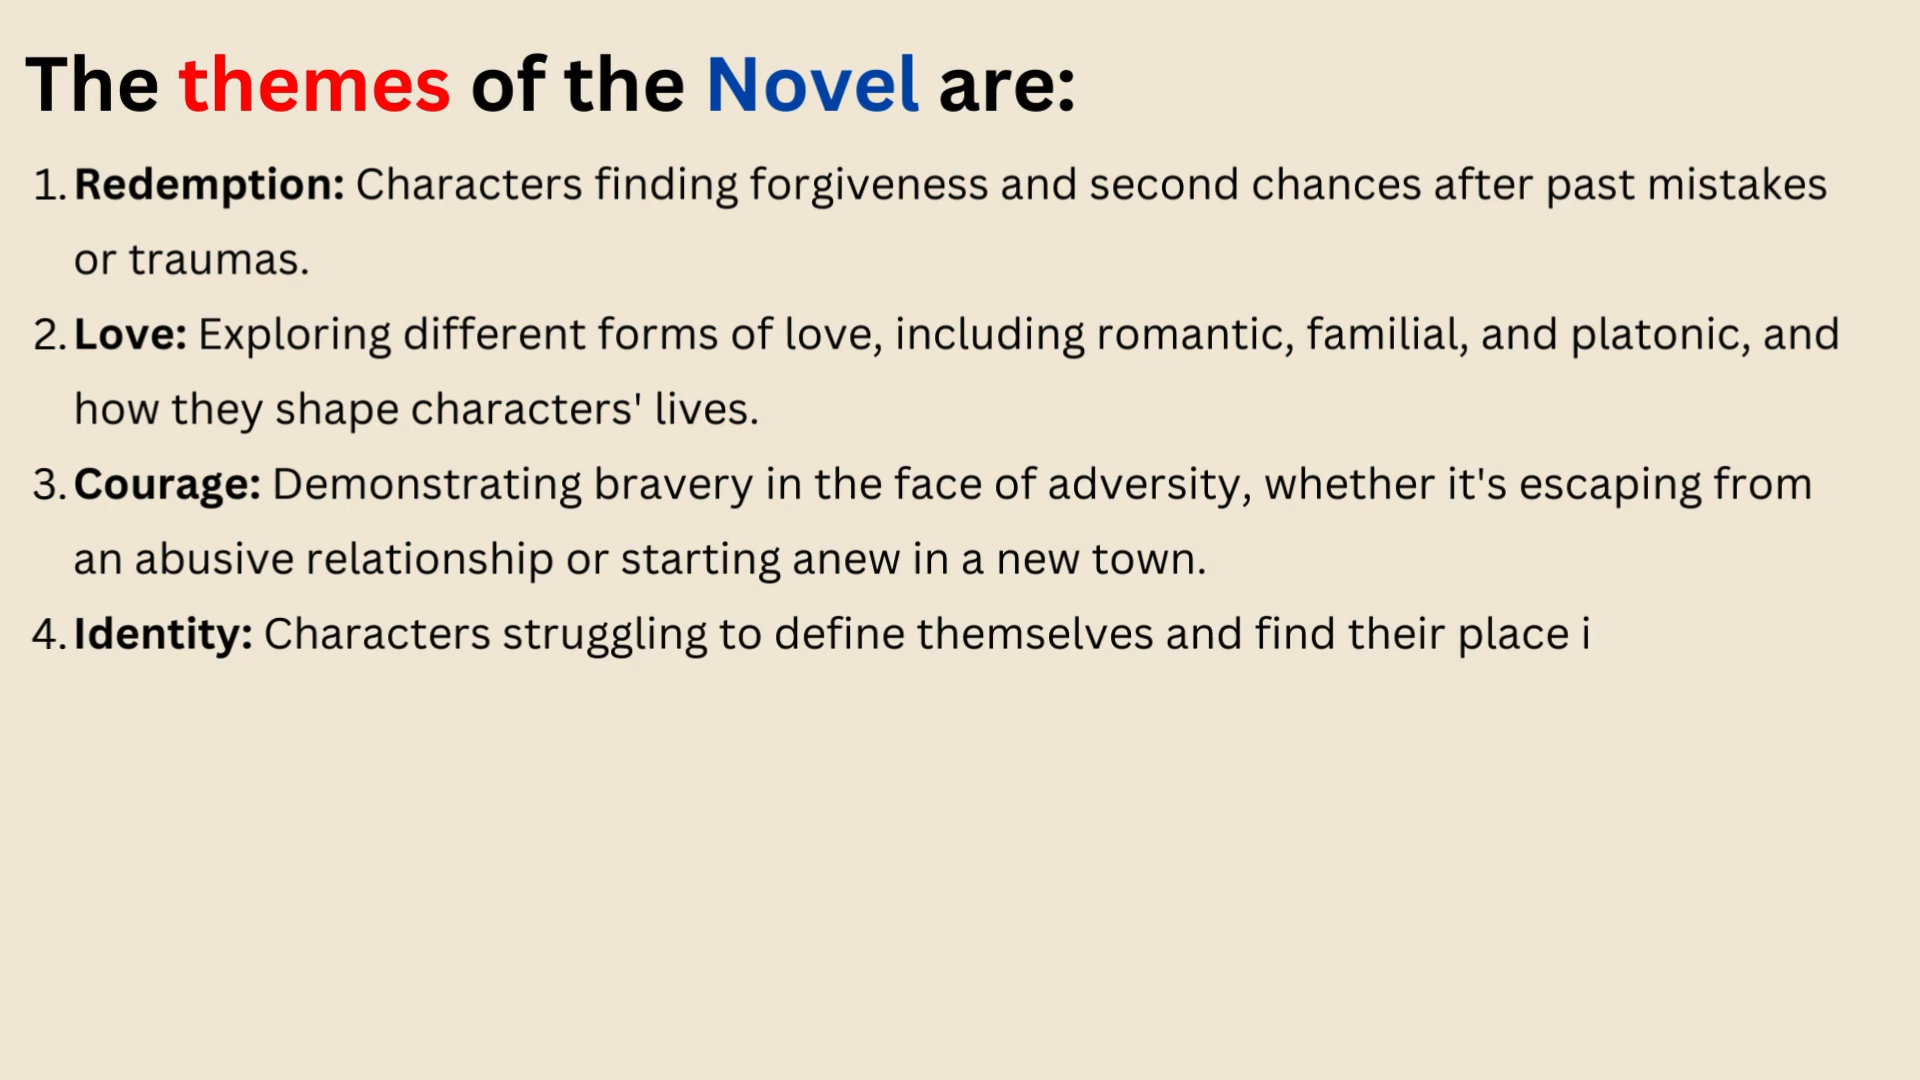 The themes of the Novel are:
1. Redemption: Characters finding forgiveness and second chances after past mistakes
or traumas.
2. Love: Exploring different forms of love, including romantic, familial, and platonic, and
how they shape characters' lives.
3. Courage: Demonstrating bravery in the face of adversity, whether it's escaping from
an abusive relationship or starting anew in a new town.
4. Identity: Characters struggling to define themselves and find their place i